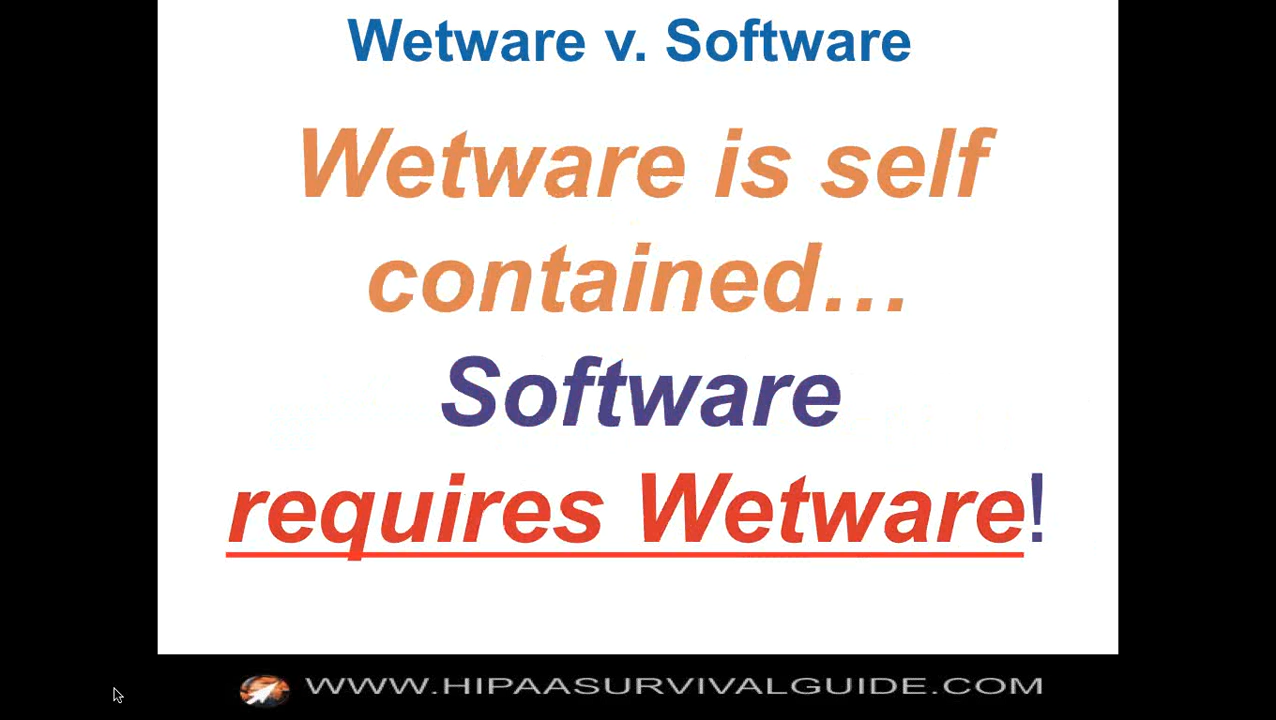 Wetware v. Software
Wetware is self
contained…
Software
requires Wetware!
WWW.HIPAASURVIVALGUIDE.COM